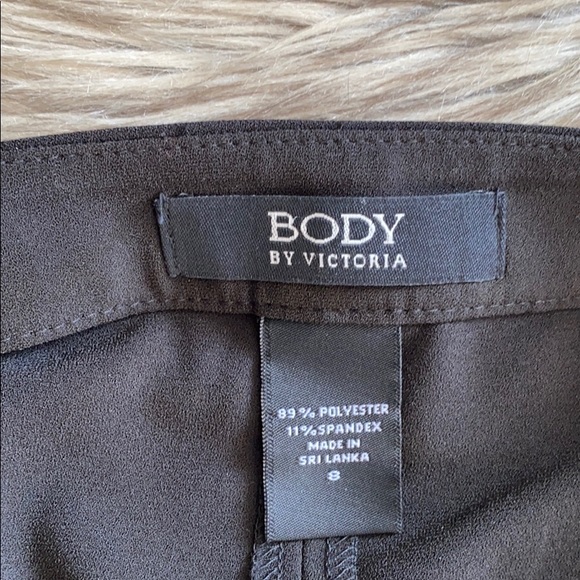 BODY
BY VICTORIA
89% POLYESTER
11% SPANDEX
MADE IN
SRI LANKA
8